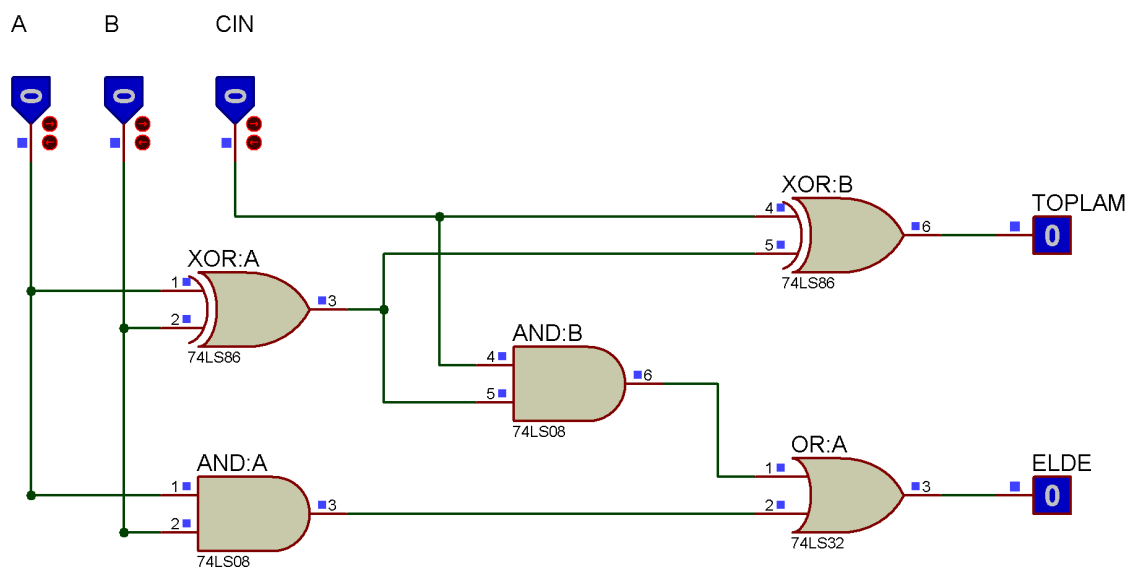 A B CIN
0 0 0
XOR:B
TOPLAM
4
6
0
5
XOR:A
74LS86
1
3
2
AND:B
74LS86
4
6
5
AND:A
74LS08
OR:A
ELDE
1
1
3
0
3
2
2
74LS08
74LS32